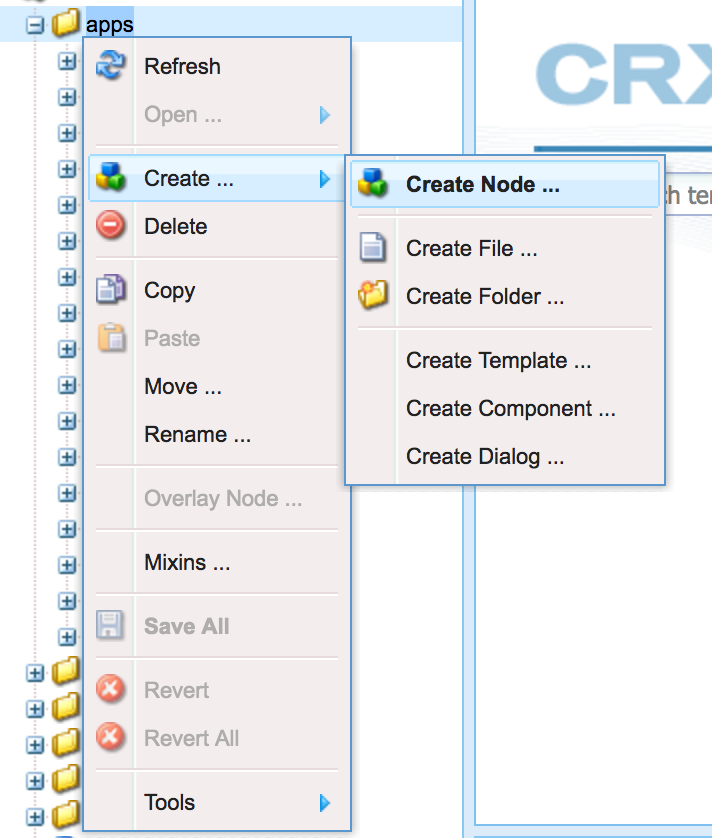 apps
Refresh
Open ...
Create ...
Delete
Copy
Paste
Move ...
Rename ...
Overlay Node ...
Mixins ...
Save All
Revert
Revert All
Tools
Create Node ...
Create File ...
Create Folder ...
Create Template ...
Create Component ...
Create Dialog ...
CRX